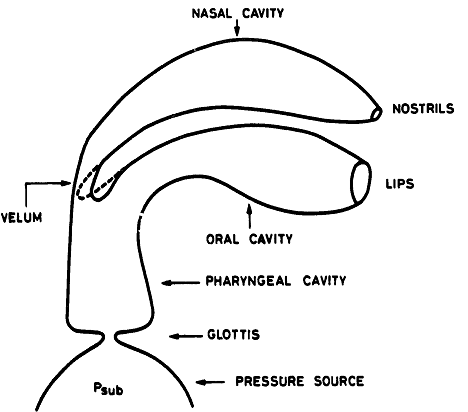 NASAL CAVITY
NOSTRILS
LIPS
VELUM
ORAL CAVITY
PHARYNGEAL CAVITY
GLOTTIS
Psub
PRESSURE SOURCE